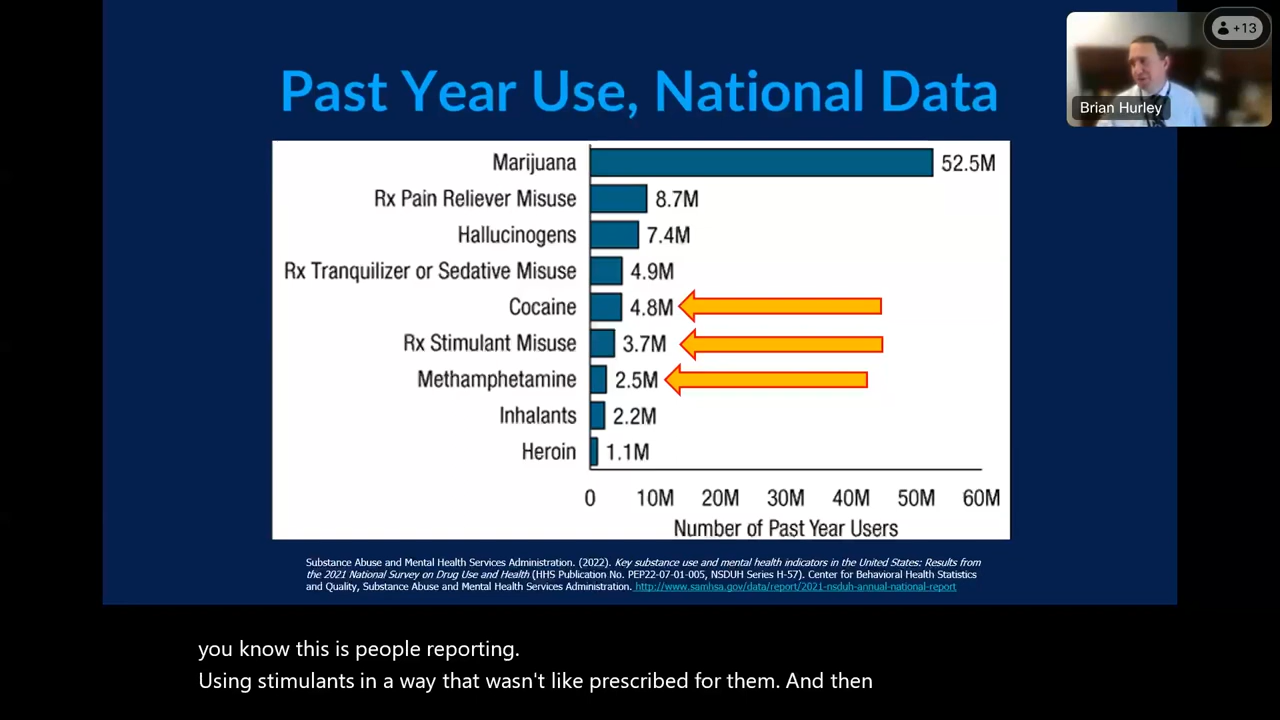 Past Year Use, National Data
+13
Brian Hurley
Marijuana 52.5M
Rx Pain Reliever Misuse 8.7M
Hallucinogens 7.4M
Rx Tranquilizer or Sedative Misuse 4.9M
Cocaine 4.8M
Rx Stimulant Misuse 3.7M
Methamphetamine 2.5M
Inhalants 2.2M
Heroin 1.1M
0 10M 20M 30M 40M 50M 60M
Number of Past Year Users
Substance Abuse and Mental Health Services Administration. (2022). Key substance use and mental health indicators in the United States: Results from
the 2021 National Survey on Drug Use and Health (HHS Publication No. PEP22-07-01-005, NSDUH Series H-57). Center for Behavioral Health Statistics
and Quality, Substance Abuse and Mental Health Services Administration. http://www.samhsa.gov/data/report/2021-nsduh-annual-national-report
you know this is people reporting.
Using stimulants in a way that wasn't like prescribed for them. And then